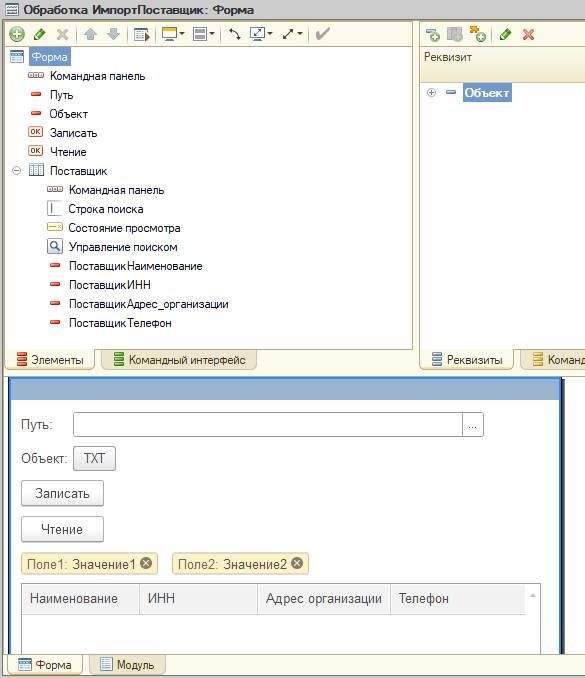 Обработка ИмпортПоставщик: Форма
Форма
Командная панель
Путь
Объект
OK Записать
OK Чтение
Поставщик
Командная панель
Строка поиска
Состояние просмотра
Управление поиском
ПоставщикНаименование
ПоставщикИНН
ПоставщикАдрес_организации
ПоставщикТелефон
Элементы
Командный интерфейс
Реквизит
Объект
Реквизиты
Команд
Путь:
...
Объект: TXT
Записать
Чтение
Поле1: Значение1 Поле2: Значение2
Наименование ИНН Адрес организации Телефон
Форма Модуль